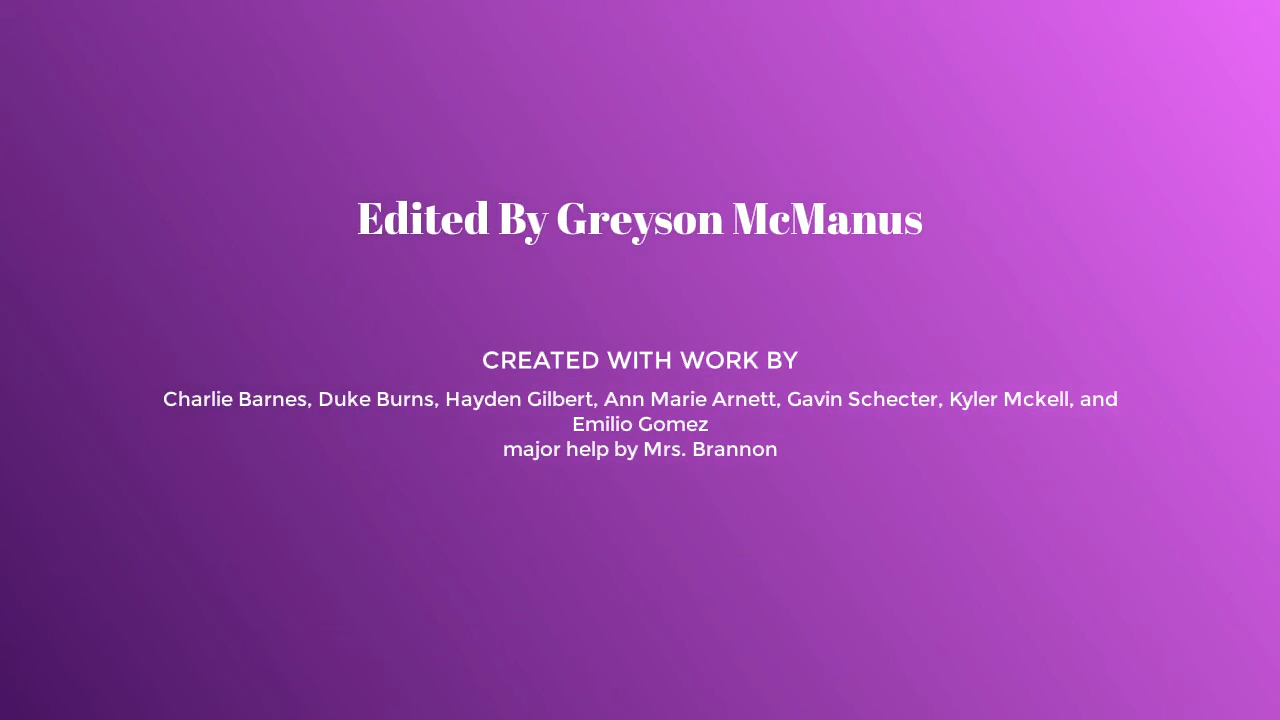 Edited By Greyson McManus
CREATED WITH WORK BY
Charlie Barnes, Duke Burns, Hayden Gilbert, Ann Marie Arnett, Gavin Schecter, Kyler Mckell, and
Emilio Gomez
major help by Mrs. Brannon